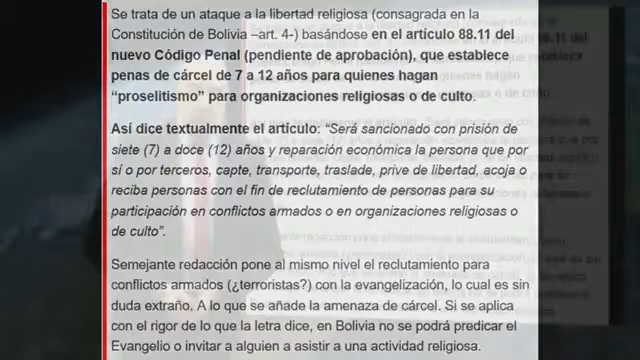 Se trata de un ataque a la libertad religiosa (consagrada en la
Constitución de Bolivia –art. 4-) basándose en el artículo 88.11 del
nuevo Código Penal (pendiente de aprobación), que establece
penas de cárcel de 7 a 12 años para quienes hagan
“proselitismo” para organizaciones religiosas o de culto.
Así dice textualmente el artículo: “Será sancionado con prisión de
siete (7) a doce (12) años y reparación económica la persona que por
sí o por terceros, capte, transporte, traslade, prive de libertad, acoja o
reciba personas con el fin de reclutamiento de personas para su
participación en conflictos armados o en organizaciones religiosas o
de culto”.
Semejante redacción pone al mismo nivel el reclutamiento para
conflictos armados (¿terroristas?) con la evangelización, lo cual es sin
duda extraño. A lo que se añade la amenaza de cárcel. Si se aplica
con el rigor de lo que la letra dice, en Bolivia no se podrá predicar el
Evangelio o invitar a alguien a asistir a una actividad religiosa.